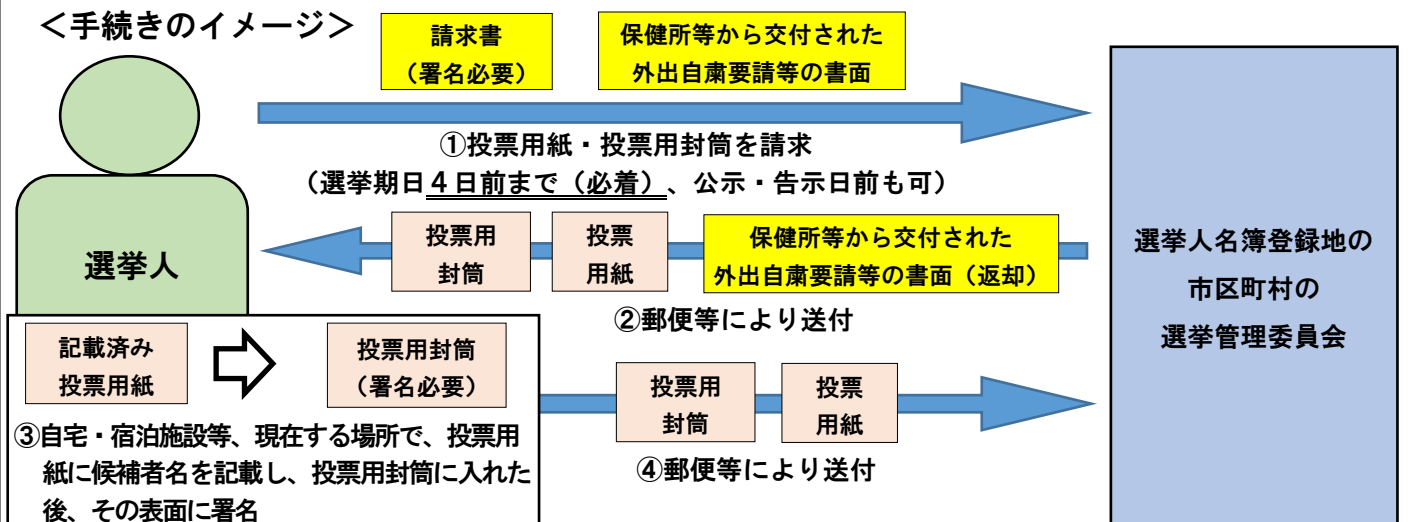 ＜手続きのイメージ＞
請求書
（署名必要）
保健所等から交付された
外出自粛要請等の書面
①投票用紙・投票用封筒を請求
（選挙期日４日前まで（必着）、公示・告示日前も可）
選挙人
投票用
封筒
投票
用紙
保健所等から交付された
外出自粛要請等の書面（返却）
②郵便等により送付
選挙人名簿登録地の
市区町村の
選挙管理委員会
記載済み
投票用紙
投票用封筒
（署名必要）
③自宅・宿泊施設等、現在する場所で、投票用
紙に候補者名を記載し、投票用封筒に入れた
後、その表面に署名
投票用
封筒
投票
用紙
④郵便等により送付